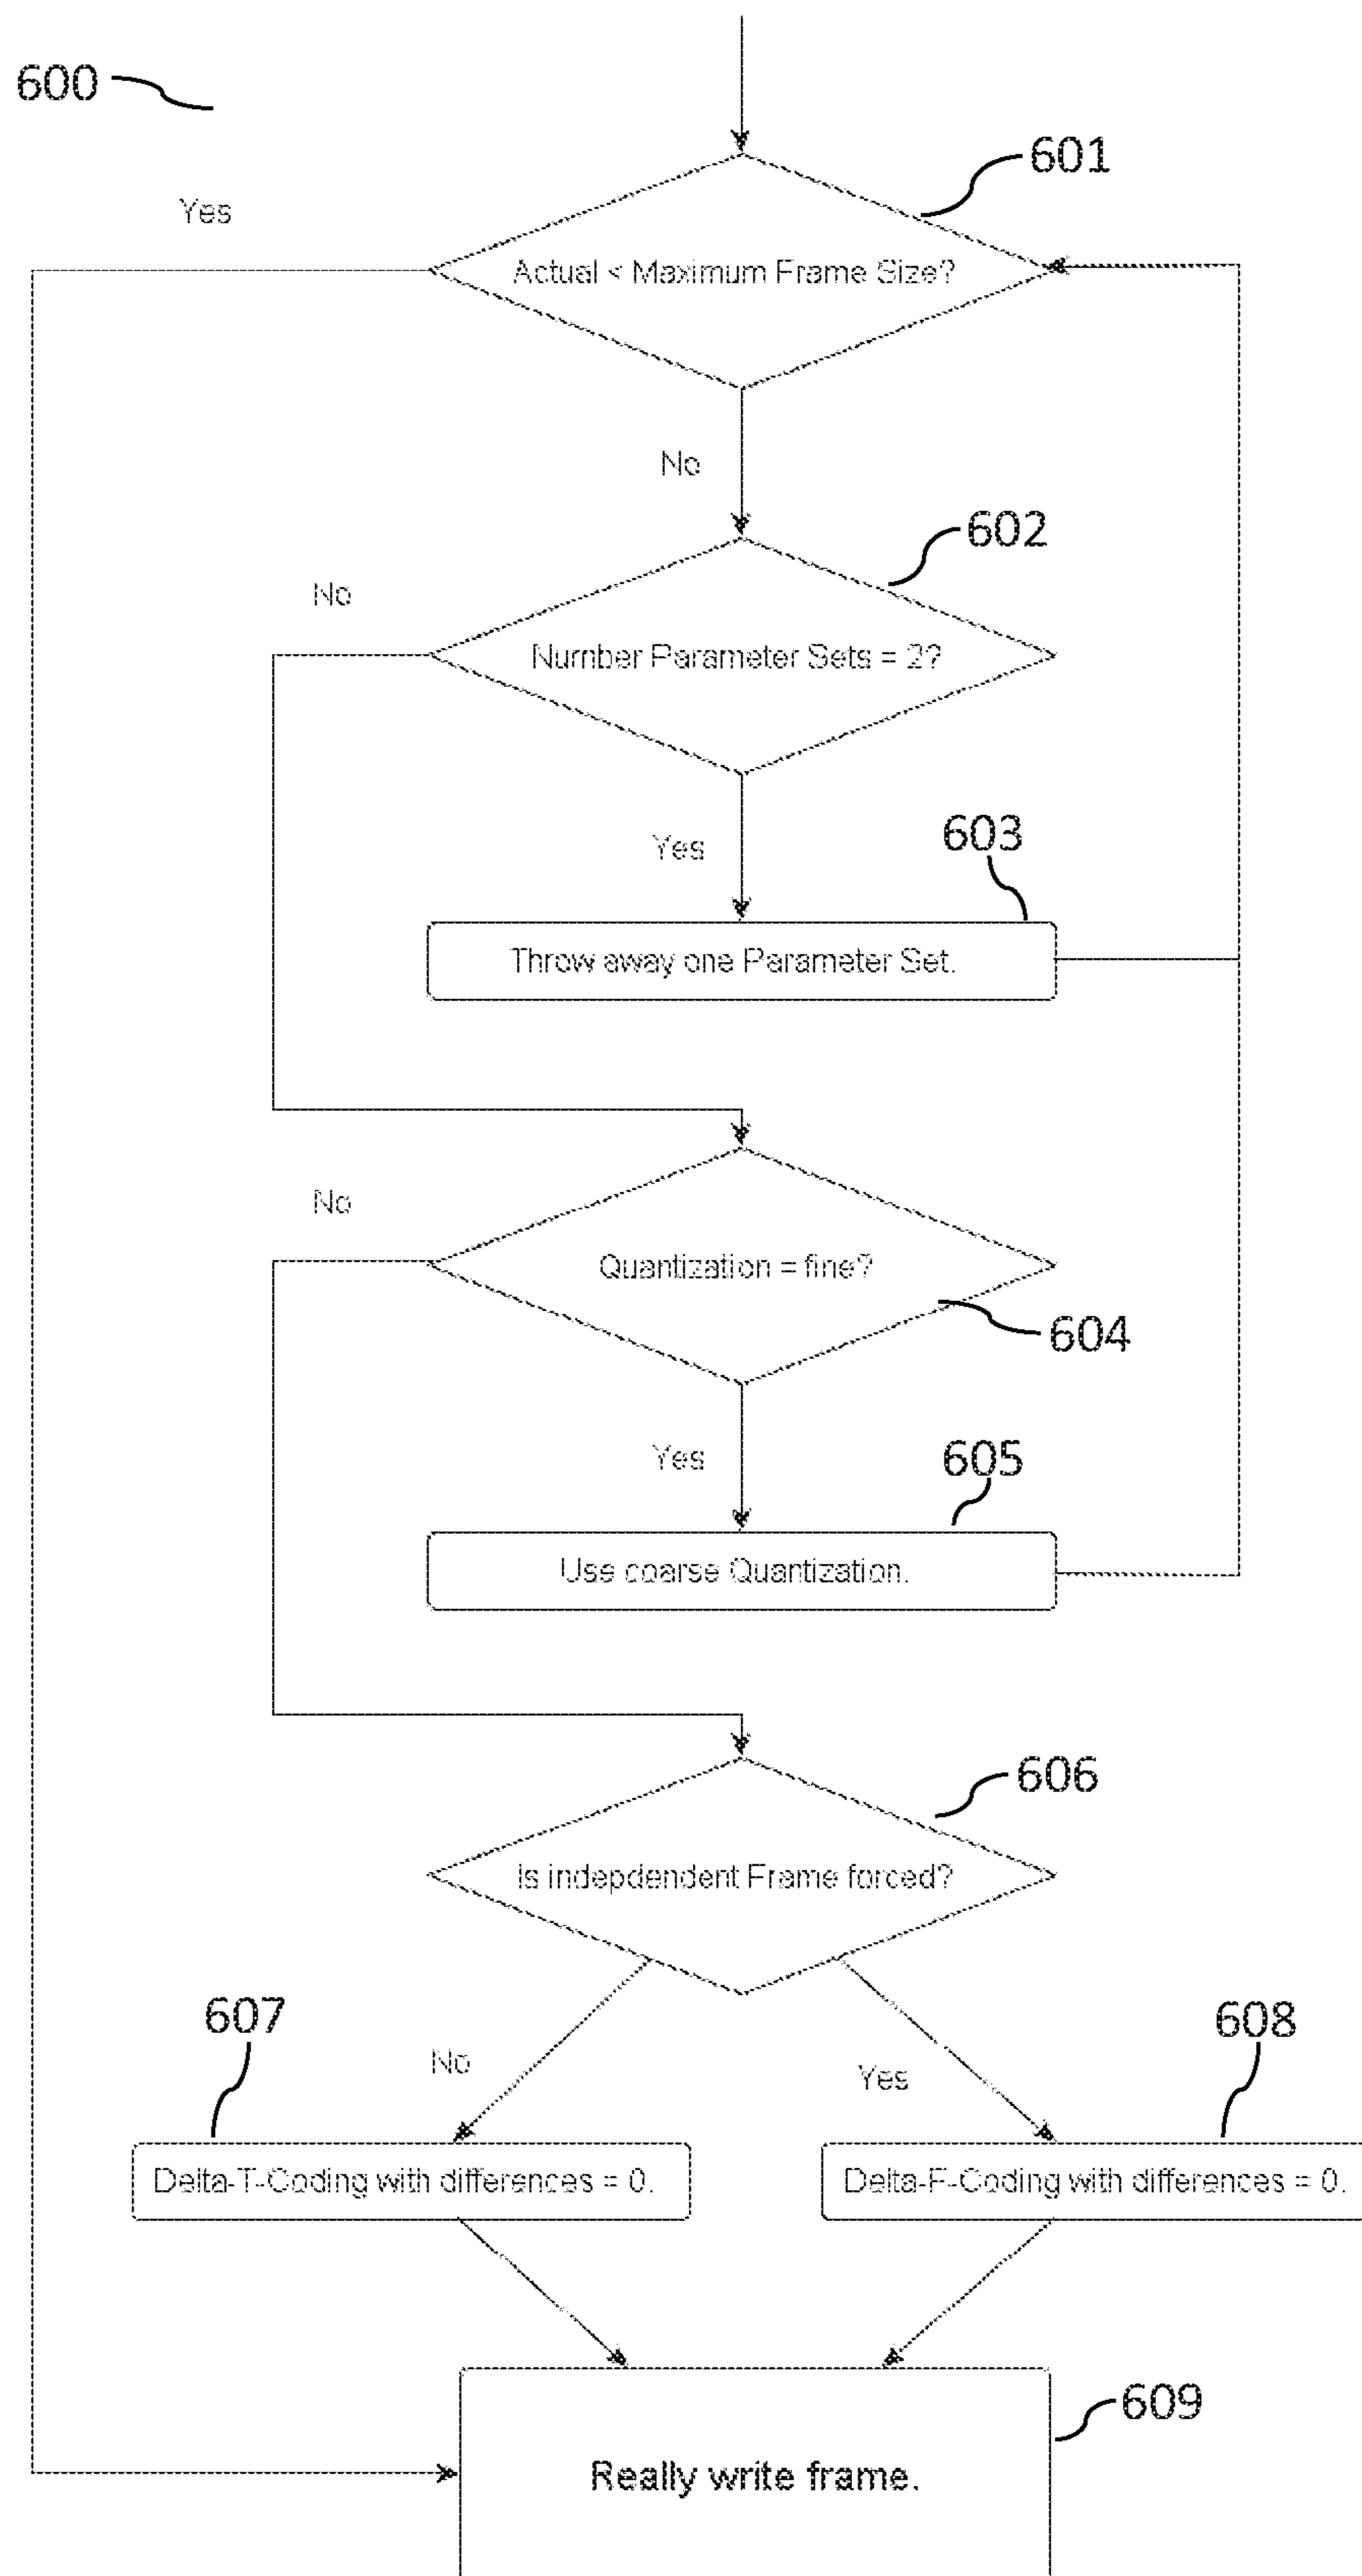 600
601
Yes
Actual < Maximum Frame Size?
No
602
No
Number Parameter Sets = 2?
603
Yes
Throw away one Parameter Set.
No
Quantization = fine?
604
Yes
605
Use coarse Quantization.
606
Is indepdendent Frame forced?
607
608
No
Yes
Delta-T-Coding with differences = 0.
Delta-F-Coding with differences = 0.
609
Really write frame.